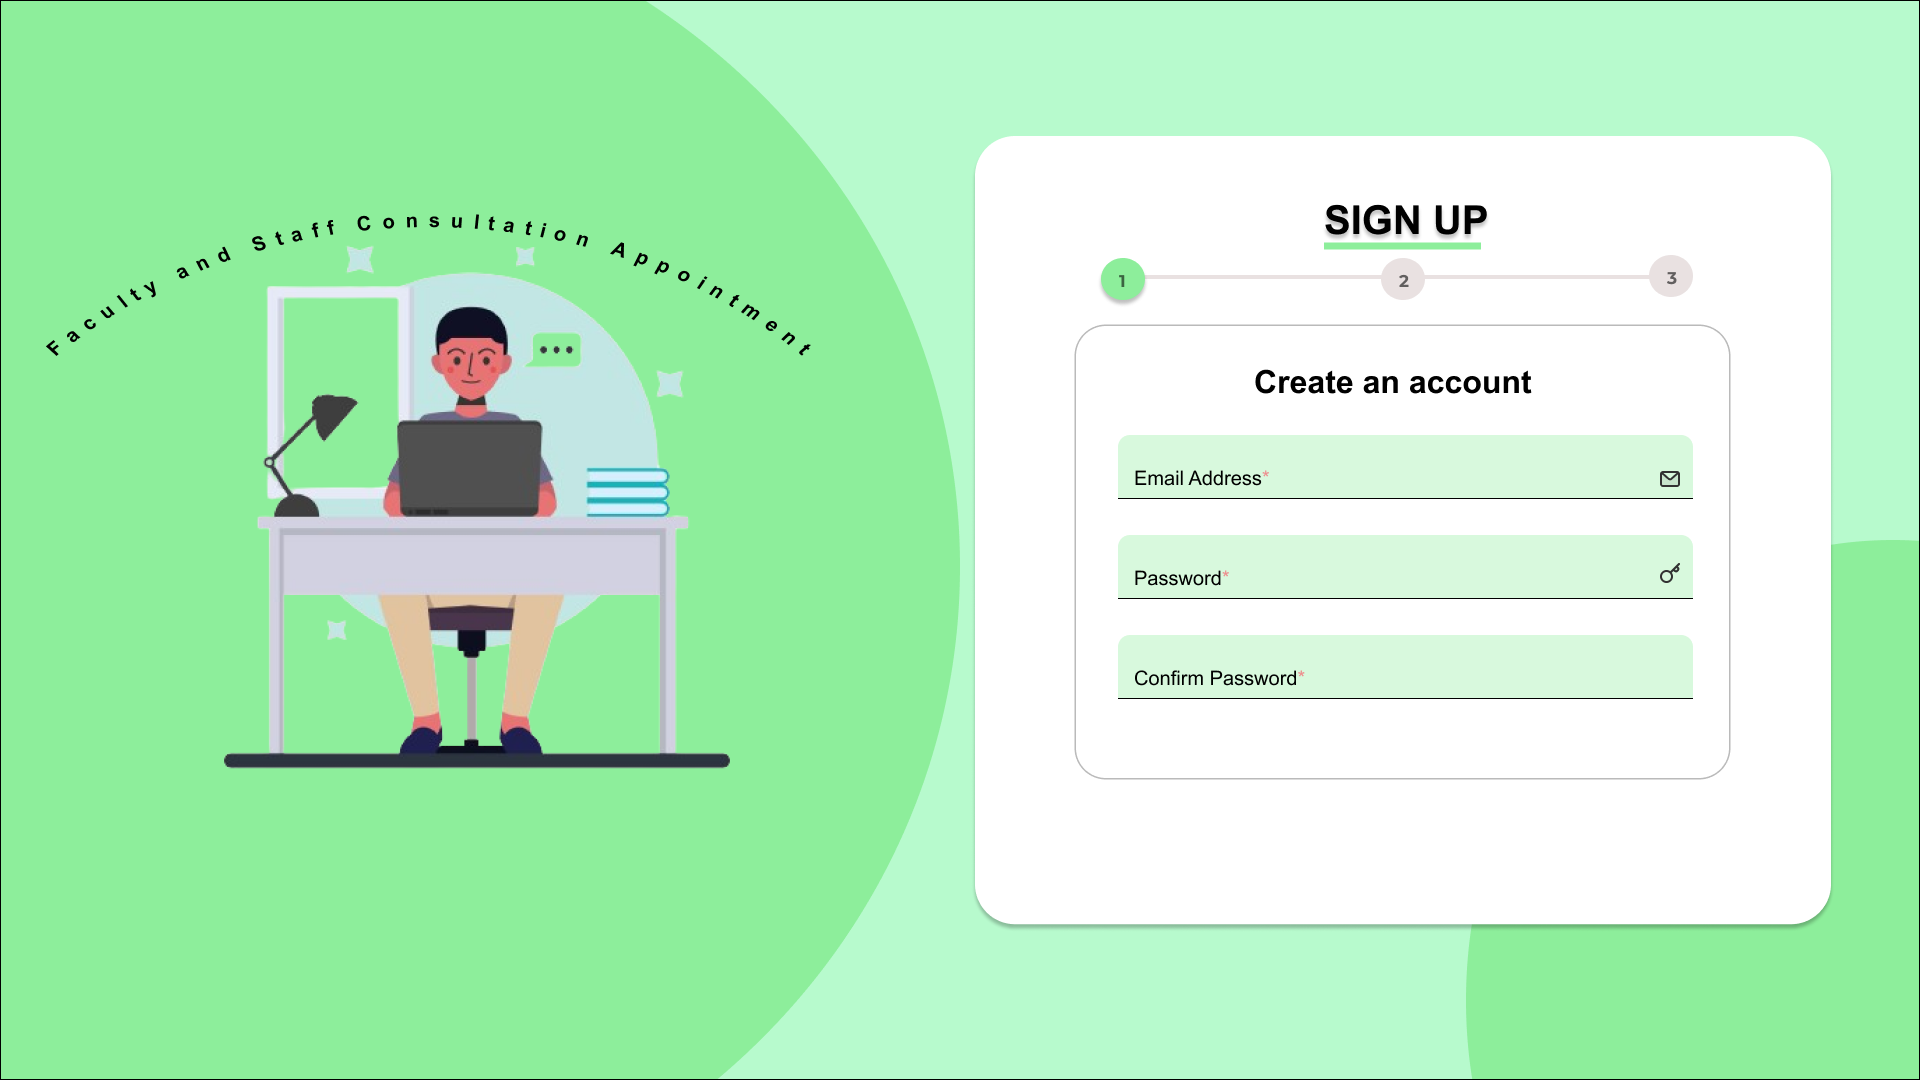 Faculty and Staff Consultation Appointment
SIGN UP
1
2
3
Create an account
Email Address*
Password*
Confirm Password*